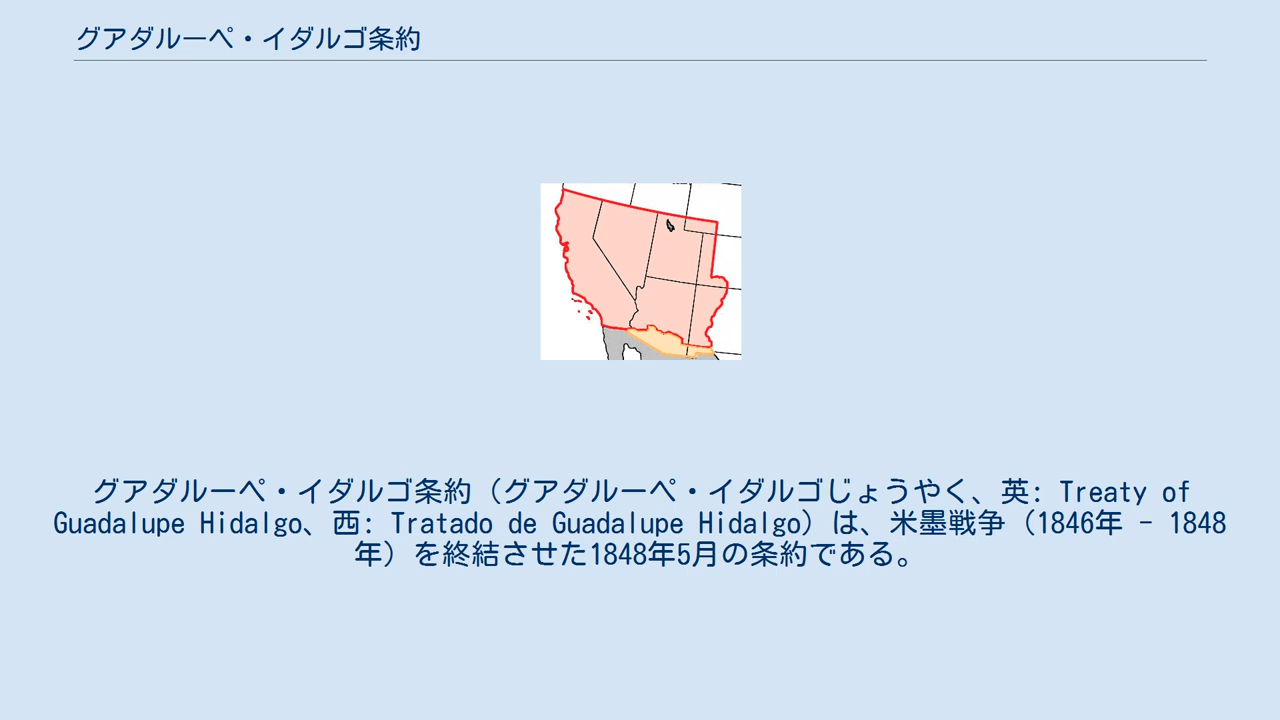 グアダルーペ・イダルゴ条約
グアダルーペ・イダルゴ条約（グアダルーペ・イダルゴじょうやく、英: Treaty of
Guadalupe Hidalgo、西: Tratado de Guadalupe Hidalgo）は、米墨戦争（1846年 - 1848
年）を終結させた1848年5月の条約である。